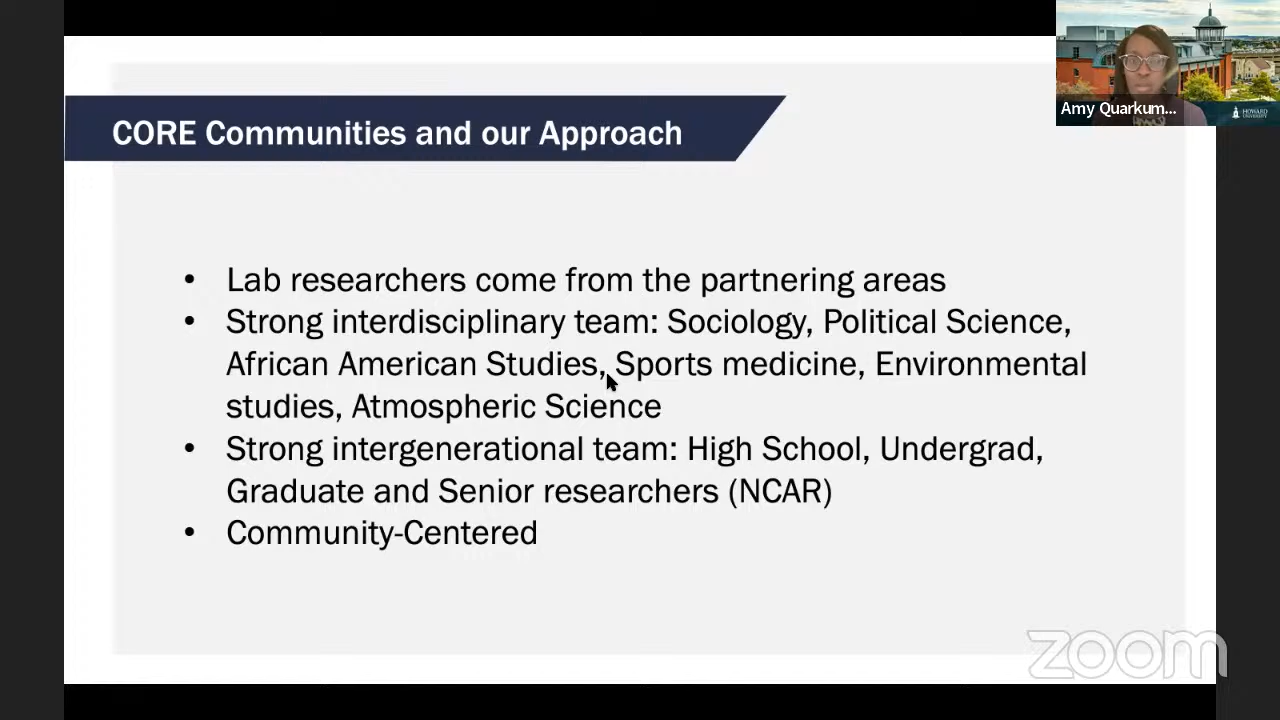 CORE Communities and our Approach
Amy Quarkum...
HOWARD
UNIVERSITY
• Lab researchers come from the partnering areas
• Strong interdisciplinary team: Sociology, Political Science,
African American Studies, Sports medicine, Environmental
studies, Atmospheric Science
• Strong intergenerational team: High School, Undergrad,
Graduate and Senior researchers (NCAR)
• Community-Centered
zoom